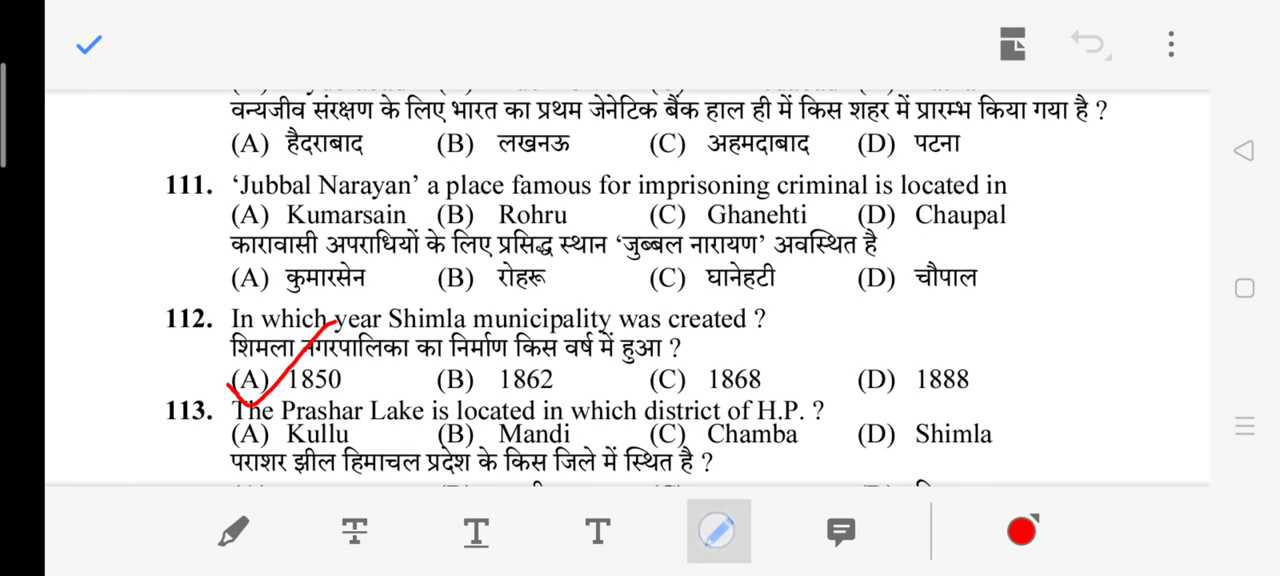 वन्यजीव संरक्षण के लिए भारत का प्रथम जेनेटिक बैंक हाल ही में किस शहर में प्रारम्भ किया गया है ?
(A) हैदराबाद (B) लखनऊ (C) अहमदाबाद (D) पटना
111. ‘Jubbal Narayan’ a place famous for imprisoning criminal is located in
(A) Kumarsain (B) Rohru (C) Ghanehti (D) Chaupal
कारावासी अपराधियों के लिए प्रसिद्ध स्थान ‘जुब्बल नारायण’ अवस्थित है
(A) कुमारसेन (B) रोहरू (C) घानेहटी (D) चौपाल
112. In which year Shimla municipality was created ?
शिमला नगरपालिका का निर्माण किस वर्ष में हुआ ?
(A) 1850 (B) 1862 (C) 1868 (D) 1888
113. The Prashar Lake is located in which district of H.P. ?
(A) Kullu (B) Mandi (C) Chamba (D) Shimla
पराशर झील हिमाचल प्रदेश के किस जिले में स्थित है ?